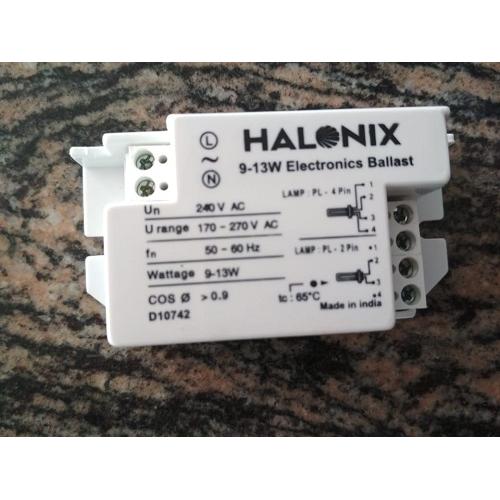 L
~
N
HALONIX
9-13W Electronics Ballast
Un 240 V AC
U range 170 - 270 V AC
fn 50 - 60 Hz
Wattage 9-13W
COS Ø > 0.9
D10742
LAMP : PL - 4 Pin
1
2
3
4
LAMP : PL - 2 Pin
1
2
3
4
tc : 65°C
Made in india